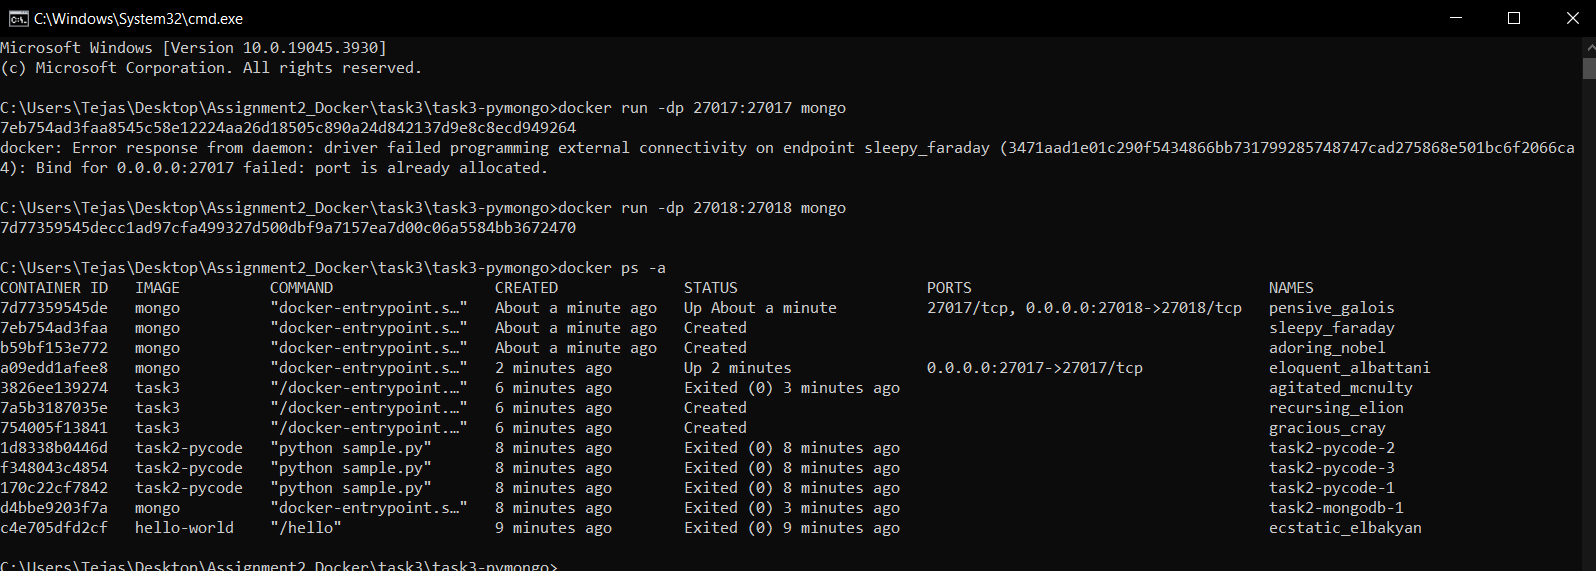 C:\Windows\System32\cmd.exe
Microsoft Windows [Version 10.0.19045.3930]
(c) Microsoft Corporation. All rights reserved.
C:\Users\Tejas\Desktop\Assignment2_Docker\task3\task3-pymongo>docker run -dp 27017:27017 mongo
7eb754ad3faa8545c58e12224aa26d18505c890a24d842137d9e8c8ecd949264
docker: Error response from daemon: driver failed programming external connectivity on endpoint sleepy_faraday (3471aad1e01c290f5434866bb731799285748747cad275868e501bc6f2066ca
4): Bind for 0.0.0.0:27017 failed: port is already allocated.
C:\Users\Tejas\Desktop\Assignment2_Docker\task3\task3-pymongo>docker run -dp 27018:27018 mongo
7d77359545decc1ad97cfa499327d500dbf9a7157ea7d00c06a5584bb3672470
C:\Users\Tejas\Desktop\Assignment2_Docker\task3\task3-pymongo>docker ps -a
CONTAINER ID   IMAGE          COMMAND                  CREATED              STATUS                     PORTS                                 NAMES
7d77359545de   mongo          "docker-entrypoint.s…"   About a minute ago   Up About a minute          27017/tcp, 0.0.0.0:27018->27018/tcp   pensive_galois
7eb754ad3faa   mongo          "docker-entrypoint.s…"   About a minute ago   Created                                                          sleepy_faraday
b59bf153e772   mongo          "docker-entrypoint.s…"   About a minute ago   Created                                                          adoring_nobel
a09edd1afee8   mongo          "docker-entrypoint.s…"   2 minutes ago        Up 2 minutes               0.0.0.0:27017->27017/tcp              eloquent_albattani
3826ee139274   task3          "/docker-entrypoint.…"   6 minutes ago        Exited (0) 3 minutes ago                                         agitated_mcnulty
7a5b3187035e   task3          "/docker-entrypoint.…"   6 minutes ago        Created                                                          recursing_elion
754005f13841   task3          "/docker-entrypoint.…"   6 minutes ago        Created                                                          gracious_cray
1d8338b0446d   task2-pycode   "python sample.py"       8 minutes ago        Exited (0) 8 minutes ago                                         task2-pycode-2
f348043c4854   task2-pycode   "python sample.py"       8 minutes ago        Exited (0) 8 minutes ago                                         task2-pycode-3
170c22cf7842   task2-pycode   "python sample.py"       8 minutes ago        Exited (0) 8 minutes ago                                         task2-pycode-1
d4bbe9203f7a   mongo          "docker-entrypoint.s…"   8 minutes ago        Exited (0) 3 minutes ago                                         task2-mongodb-1
c4e705dfd2cf   hello-world    "/hello"                 9 minutes ago        Exited (0) 9 minutes ago                                         ecstatic_elbakyan
C:\Users\Tejas\Desktop\Assignment2_Docker\task3\task3-pymongo>